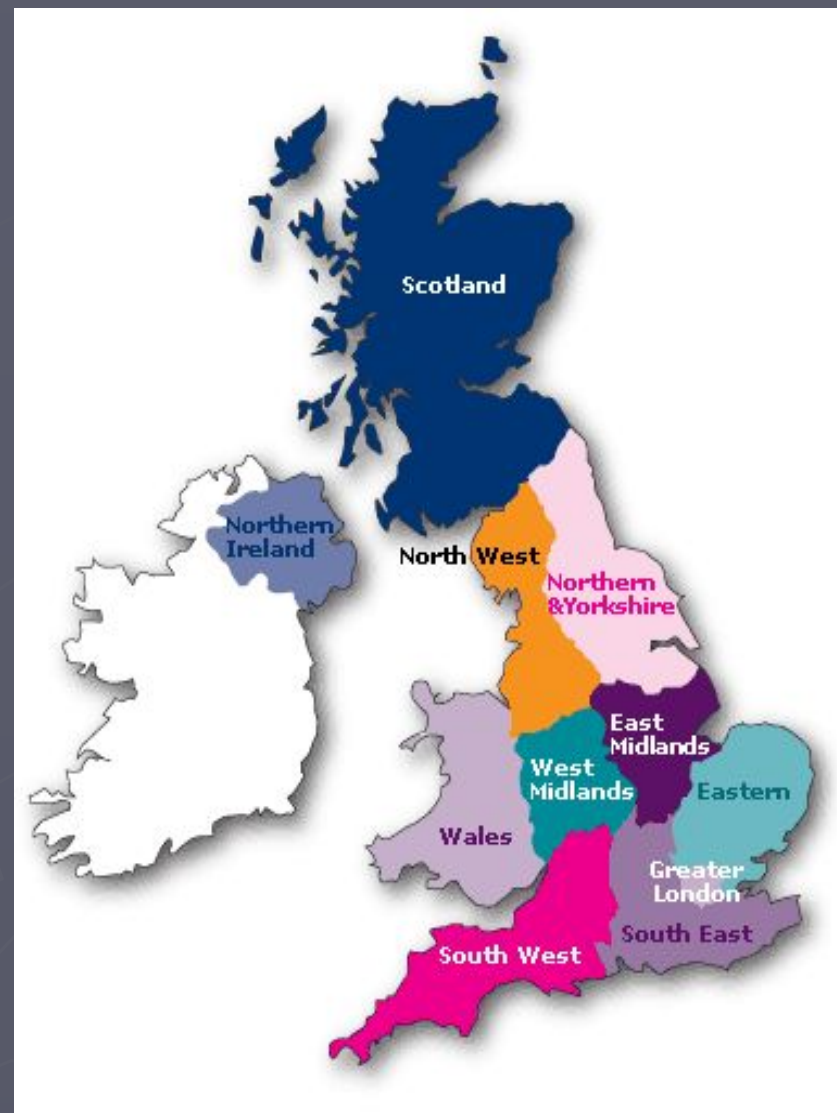 Scotland
Northern
Ireland
North West
Northern
&Yorkshire
East
Midlands
West
Midlands
Eastern
Wales
Greater
London
South East
South West